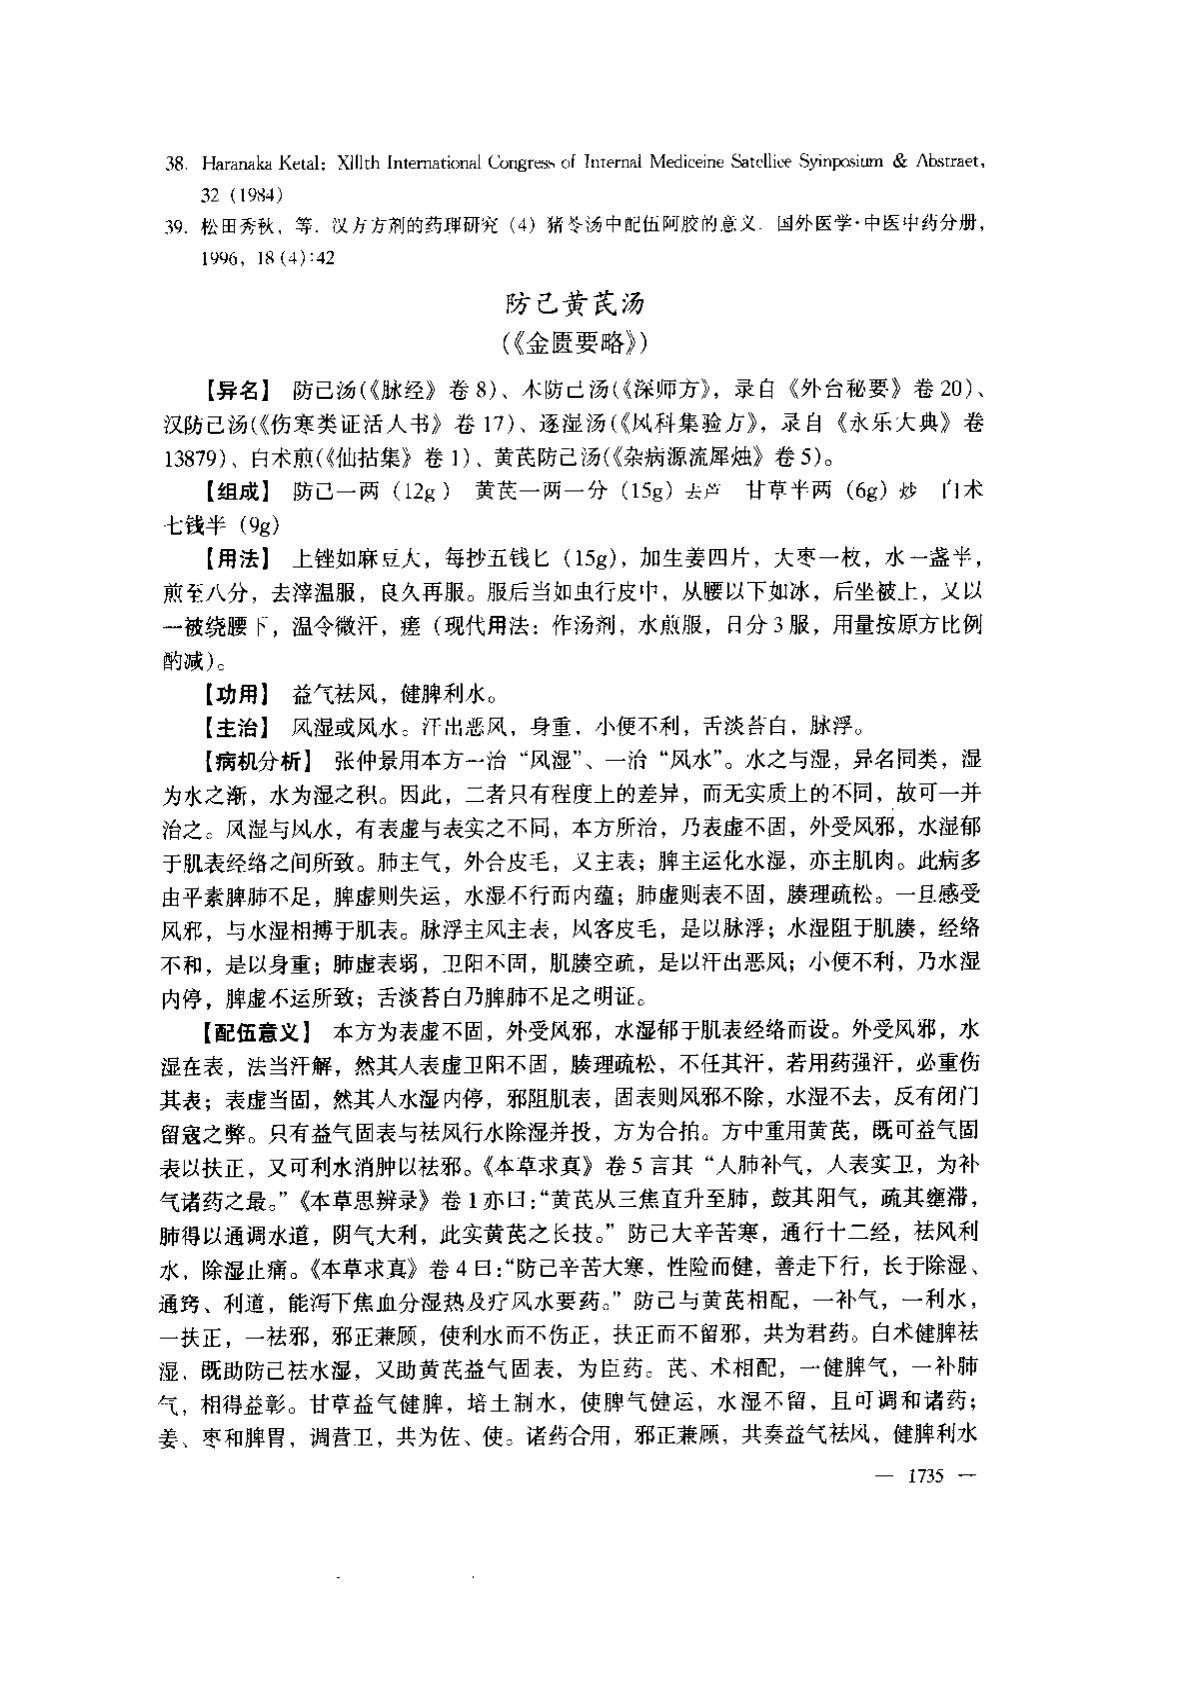 38. Haranaka Ketal: XIllth International Congress of Internal Mediceine Satellice Syinposium & Abstraet,
32 (1984)
39. 松田秀秋, 等. 汉方方剂的药理研究 (4) 猪苓汤中配伍阿胶的意义. 国外医学·中医中药分册,
1996, 18 (4):42
防己黄芪汤
(《金匮要略》)
【异名】 防己汤(《脉经》卷 8)、木防己汤(《深师方》, 录自《外台秘要》卷 20)、
汉防己汤(《伤寒类证活人书》卷 17)、逐湿汤(《风科集验方》, 录自《永乐大典》卷
13879)、白术煎(《仙拈集》卷 1)、黄芪防己汤(《杂病源流犀烛》卷 5)。
【组成】 防己一两 (12g) 黄芪一两一分 (15g) 去芦 甘草半两 (6g) 炒 白术
七钱半 (9g)
【用法】 上锉如麻豆大, 每抄五钱匕 (15g), 加生姜四片, 大枣一枚, 水一盏半,
煎至八分, 去滓温服, 良久再服。服后当如虫行皮中, 从腰以下如冰, 后坐被上, 又以
一被绕腰下, 温令微汗, 瘥 (现代用法: 作汤剂, 水煎服, 日分 3 服, 用量按原方比例
酌减)。
【功用】 益气祛风, 健脾利水。
【主治】 风湿或风水。汗出恶风, 身重, 小便不利, 舌淡苔白, 脉浮。
【病机分析】 张仲景用本方一治“风湿”、一治“风水”。水之与湿, 异名同类, 湿
为水之渐, 水为湿之积。因此, 二者只有程度上的差异, 而无实质上的不同, 故可一并
治之。风湿与风水, 有表虚与表实之不同, 本方所治, 乃表虚不固, 外受风邪, 水湿郁
于肌表经络之间所致。肺主气, 外合皮毛, 又主表; 脾主运化水湿, 亦主肌肉。此病多
由平素脾肺不足, 脾虚则失运, 水湿不行而内蕴; 肺虚则表不固, 腠理疏松。一旦感受
风邪, 与水湿相搏于肌表。脉浮主风主表, 风客皮毛, 是以脉浮; 水湿阻于肌腠, 经络
不和, 是以身重; 肺虚表弱, 卫阳不固, 肌腠空疏, 是以汗出恶风; 小便不利, 乃水湿
内停, 脾虚不运所致; 舌淡苔白乃脾肺不足之明证。
【配伍意义】 本方为表虚不固, 外受风邪, 水湿郁于肌表经络而设。外受风邪, 水
湿在表, 法当汗解, 然其人表虚卫阳不固, 腠理疏松, 不任其汗, 若用药强汗, 必重伤
其表; 表虚当固, 然其人水湿内停, 邪阻肌表, 固表则风邪不除, 水湿不去, 反有闭门
留寇之弊。只有益气固表与祛风行水除湿并投, 方为合拍。方中重用黄芪, 既可益气固
表以扶正, 又可利水消肿以祛邪。《本草求真》卷 5 言其“入肺补气, 入表实卫, 为补
气诸药之最。”《本草思辨录》卷 1 亦曰:“黄芪从三焦直升至肺, 鼓其阳气, 疏其壅滞,
肺得以通调水道, 阴气大利, 此实黄芪之长技。” 防己大辛苦寒, 通行十二经, 祛风利
水, 除湿止痛。《本草求真》卷 4 曰:“防己辛苦大寒, 性险而健, 善走下行, 长于除湿、
通窍、利道, 能泻下焦血分湿热及疗风水要药。” 防己与黄芪相配, 一补气, 一利水,
一扶正, 一祛邪, 邪正兼顾, 使利水而不伤正, 扶正而不留邪, 共为君药。白术健脾祛
湿, 既助防己祛水湿, 又助黄芪益气固表, 为臣药。芪、术相配, 一健脾气, 一补肺
气, 相得益彰。甘草益气健脾, 培土制水, 使脾气健运, 水湿不留, 且可调和诸药;
姜、枣和脾胃, 调营卫, 共为佐、使。诸药合用, 邪正兼顾, 共奏益气祛风, 健脾利水
— 1735 —